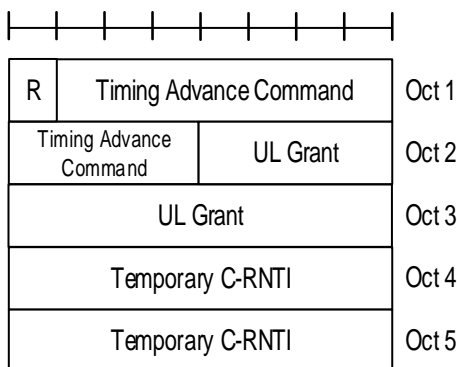 R Timing Advance Command Oct 1
Timing Advance
Command UL Grant Oct 2
UL Grant Oct 3
Temporary C-RNTI Oct 4
Temporary C-RNTI Oct 5